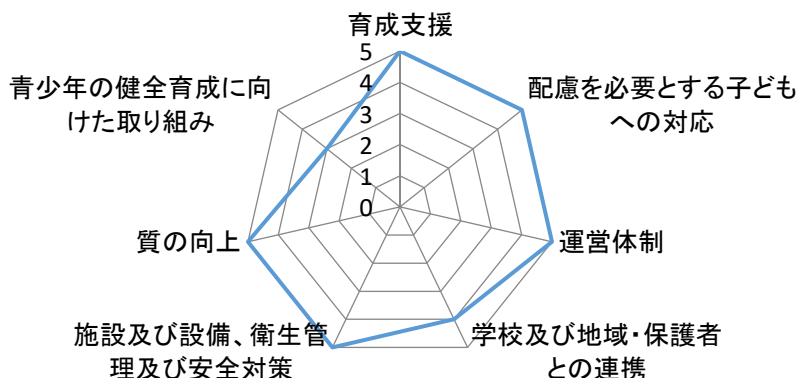 育成支援
5
4
3
2
1
0
配慮を必要とする子ども
への対応
運営体制
学校及び地域・保護者
との連携
施設及び設備、衛生管
理及び安全対策
質の向上
青少年の健全育成に向
けた取り組み